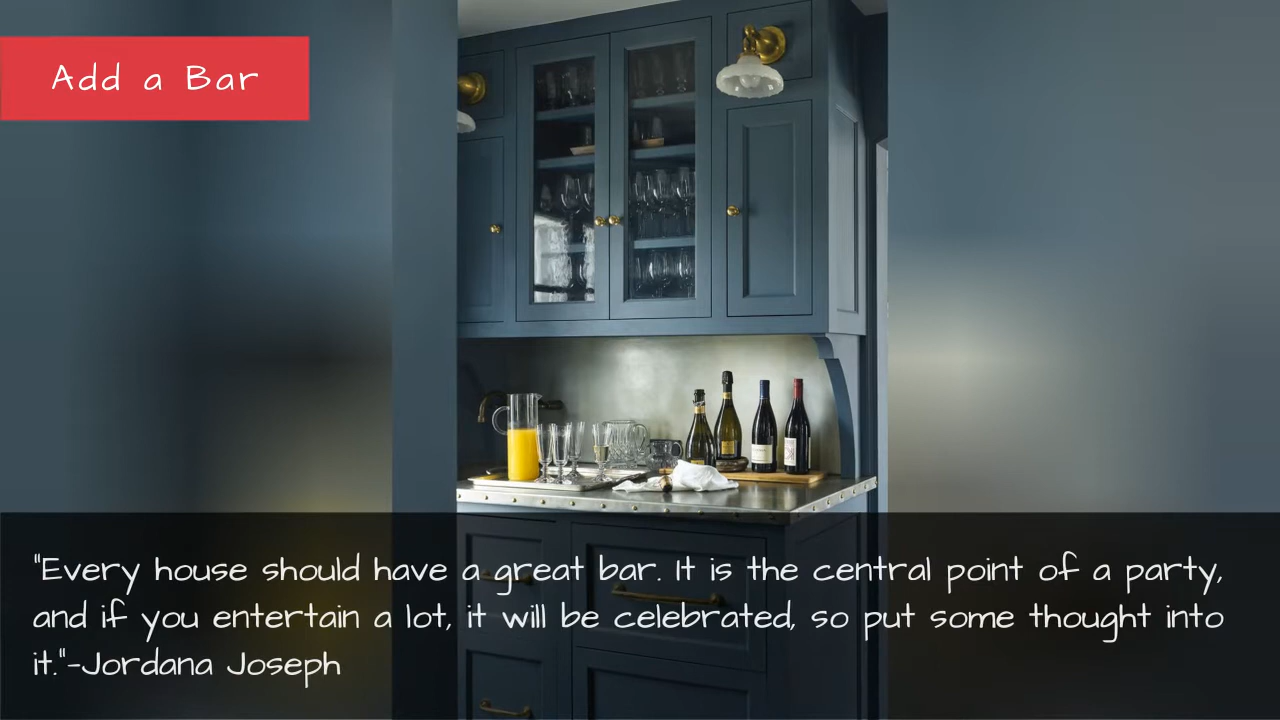 Add a Bar
"Every house should have a great bar. It is the central point of a party,
and if you entertain a lot, it will be celebrated, so put some thought into
it."-Jordana Joseph